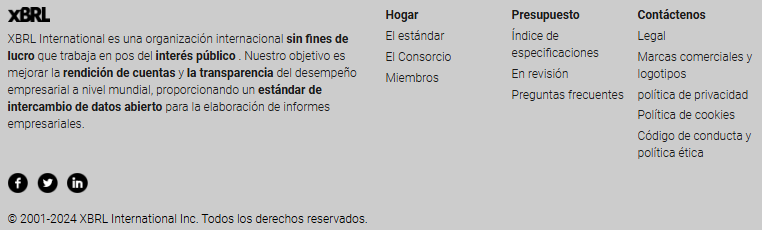 XBRL
XBRL International es una organización internacional sin fines de
lucro que trabaja en pos del interés público . Nuestro objetivo es
mejorar la rendición de cuentas y la transparencia del desempeño
empresarial a nivel mundial, proporcionando un estándar de
intercambio de datos abierto para la elaboración de informes
empresariales.
Hogar
El estándar
El Consorcio
Miembros
Presupuesto
Índice de
especificaciones
En revisión
Preguntas frecuentes
Contáctenos
Legal
Marcas comerciales y
logotipos
política de privacidad
Política de cookies
Código de conducta y
política ética
© 2001-2024 XBRL International Inc. Todos los derechos reservados.